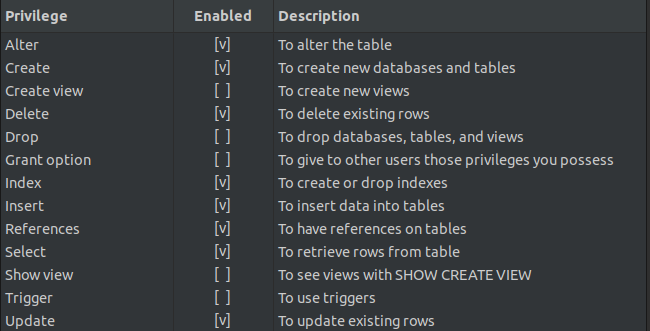 Privilege Enabled Description
Alter [v] To alter the table
Create [v] To create new databases and tables
Create view [ ] To create new views
Delete [v] To delete existing rows
Drop [ ] To drop databases, tables, and views
Grant option [ ] To give to other users those privileges you possess
Index [v] To create or drop indexes
Insert [v] To insert data into tables
References [v] To have references on tables
Select [v] To retrieve rows from table
Show view [ ] To see views with SHOW CREATE VIEW
Trigger [ ] To use triggers
Update [v] To update existing rows